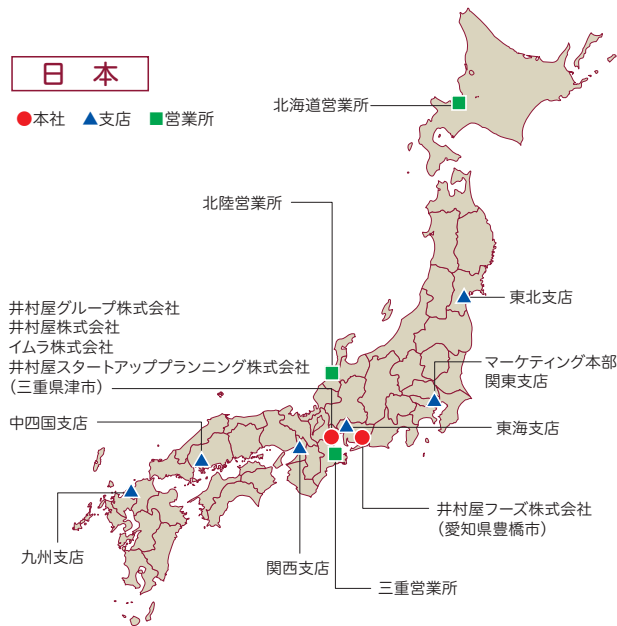 日本
●本社 ▲支店 ■営業所
北海道営業所
北陸営業所
東北支店
井村屋グループ株式会社
井村屋株式会社
イムラ株式会社
井村屋スタートアッププランニング株式会社
（三重県津市）
マーケティング本部
関東支店
中四国支店
東海支店
井村屋フーズ株式会社
（愛知県豊橋市）
九州支店
関西支店
三重営業所